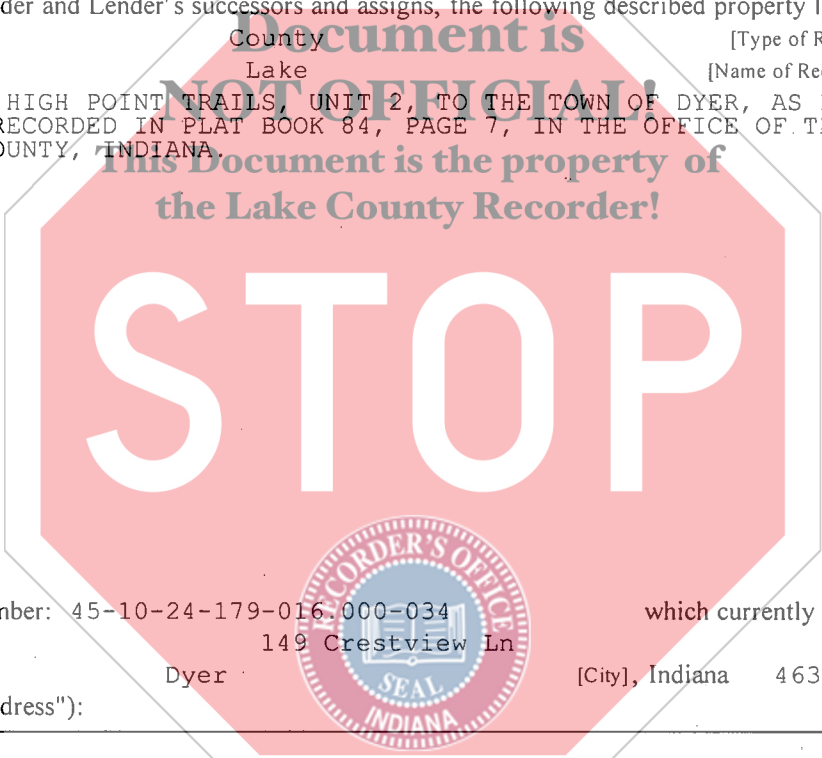 der and Lender's successors and assigns, the following described property l
Document is
County [Type of R
Lake [Name of Re
NOT OFFICIAL!
HIGH POINT TRAILS, UNIT 2, TO THE TOWN OF DYER, AS
RECORDED IN PLAT BOOK 84, PAGE 7, IN THE OFFICE OF T
OUNTY, INDIANA.
This Document is the property of
the Lake County Recorder!
STOP
RECORDER'S OFFICE
nber: 45-10-24-179-016.000-034 which currently
149 Crestview Ln
Dyer [City], Indiana 463
SEAL
dress"):
INDIANA